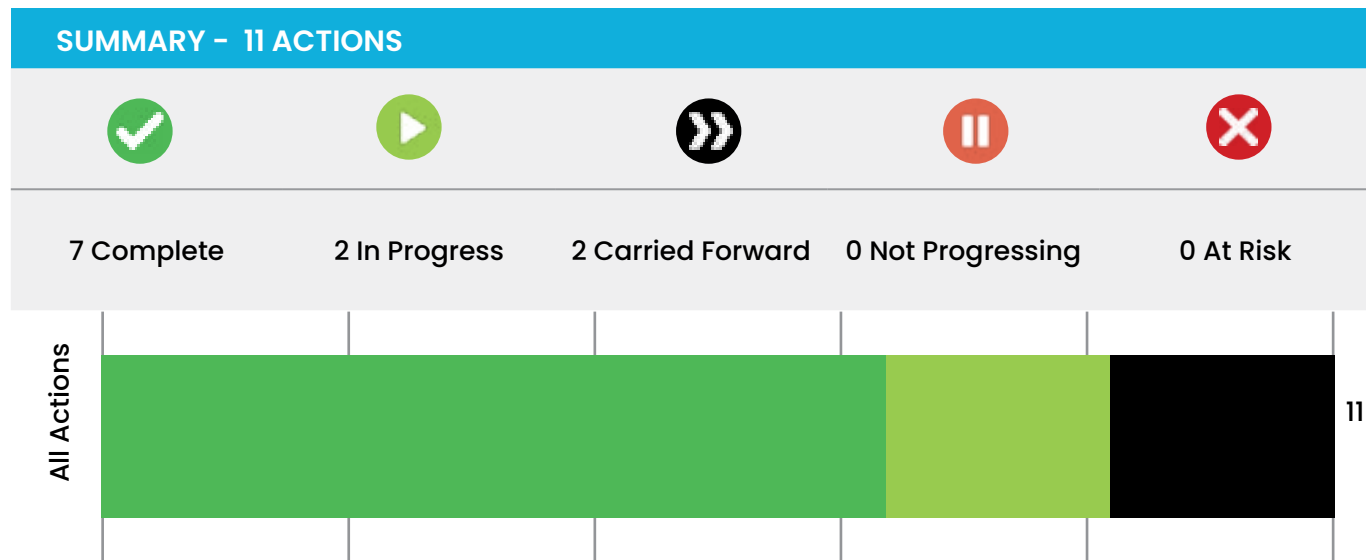 SUMMARY - 11 ACTIONS
7 Complete
2 In Progress
2 Carried Forward
0 Not Progressing
0 At Risk
All Actions
11